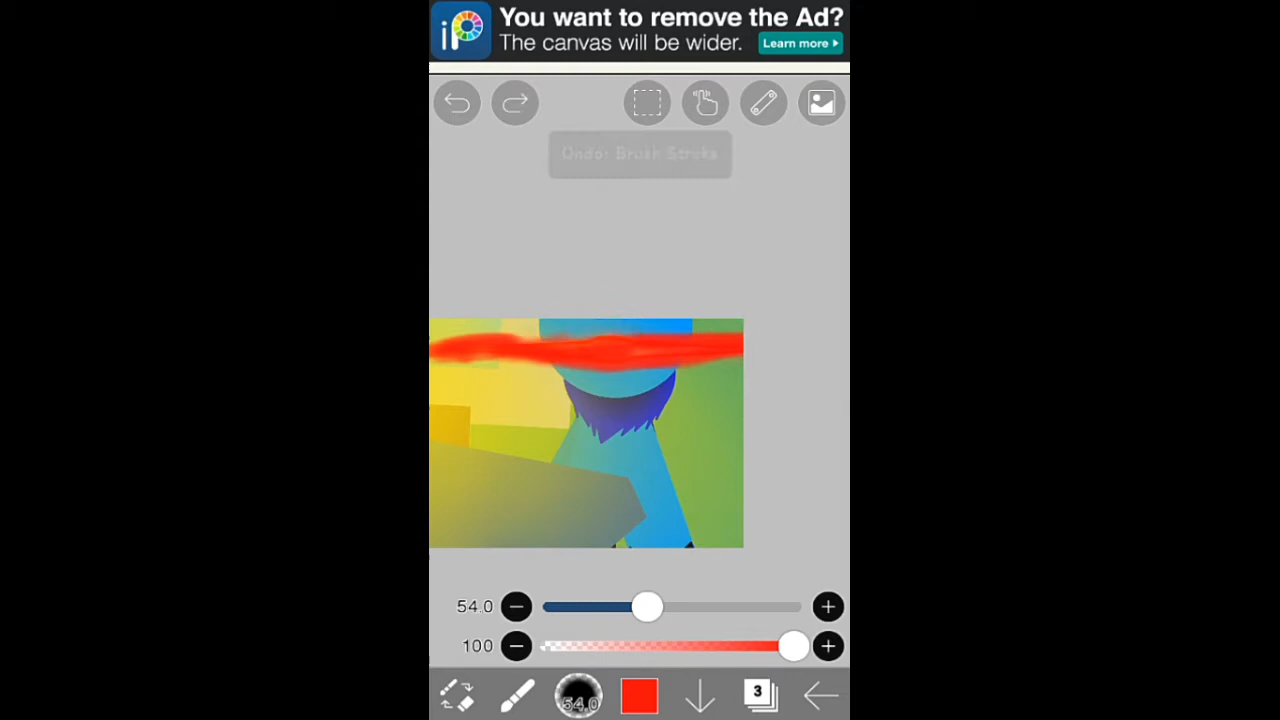 iP
You want to remove the Ad?
The canvas will be wider.
Learn more
Undo: Brush Stroke
54.0
100
54.0
3